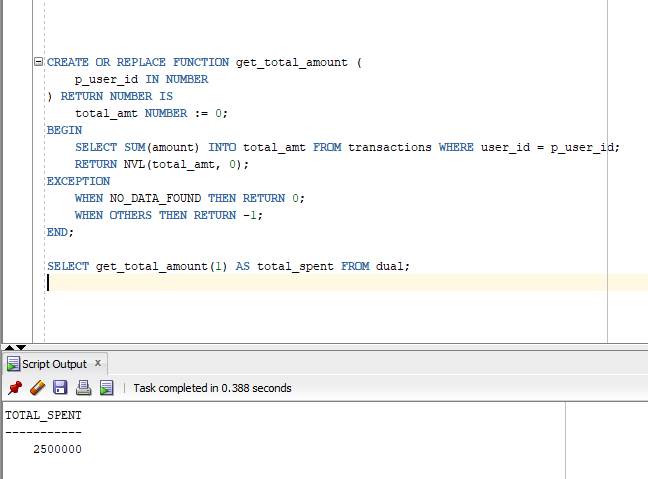 CREATE OR REPLACE FUNCTION get_total_amount (
p_user_id IN NUMBER
) RETURN NUMBER IS
total_amt NUMBER := 0;
BEGIN
SELECT SUM(amount) INTO total_amt FROM transactions WHERE user_id = p_user_id;
RETURN NVL(total_amt, 0);
EXCEPTION
WHEN NO_DATA_FOUND THEN RETURN 0;
WHEN OTHERS THEN RETURN -1;
END;
SELECT get_total_amount(1) AS total_spent FROM dual;
Script Output x
Task completed in 0.388 seconds
TOTAL_SPENT
-----------
2500000